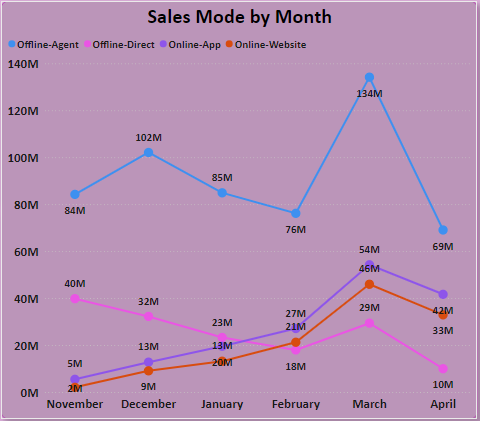 Sales Mode by Month
Offline-Agent Offline-Direct Online-App Online-Website
140M
134M
120M
102M
100M
85M
80M
84M
76M
69M
60M
54M
46M
40M
40M
32M
29M
27M
42M
23M
21M
33M
20M
13M
13M
20M
18M
5M
10M
2M
9M
0M
November December January February March April